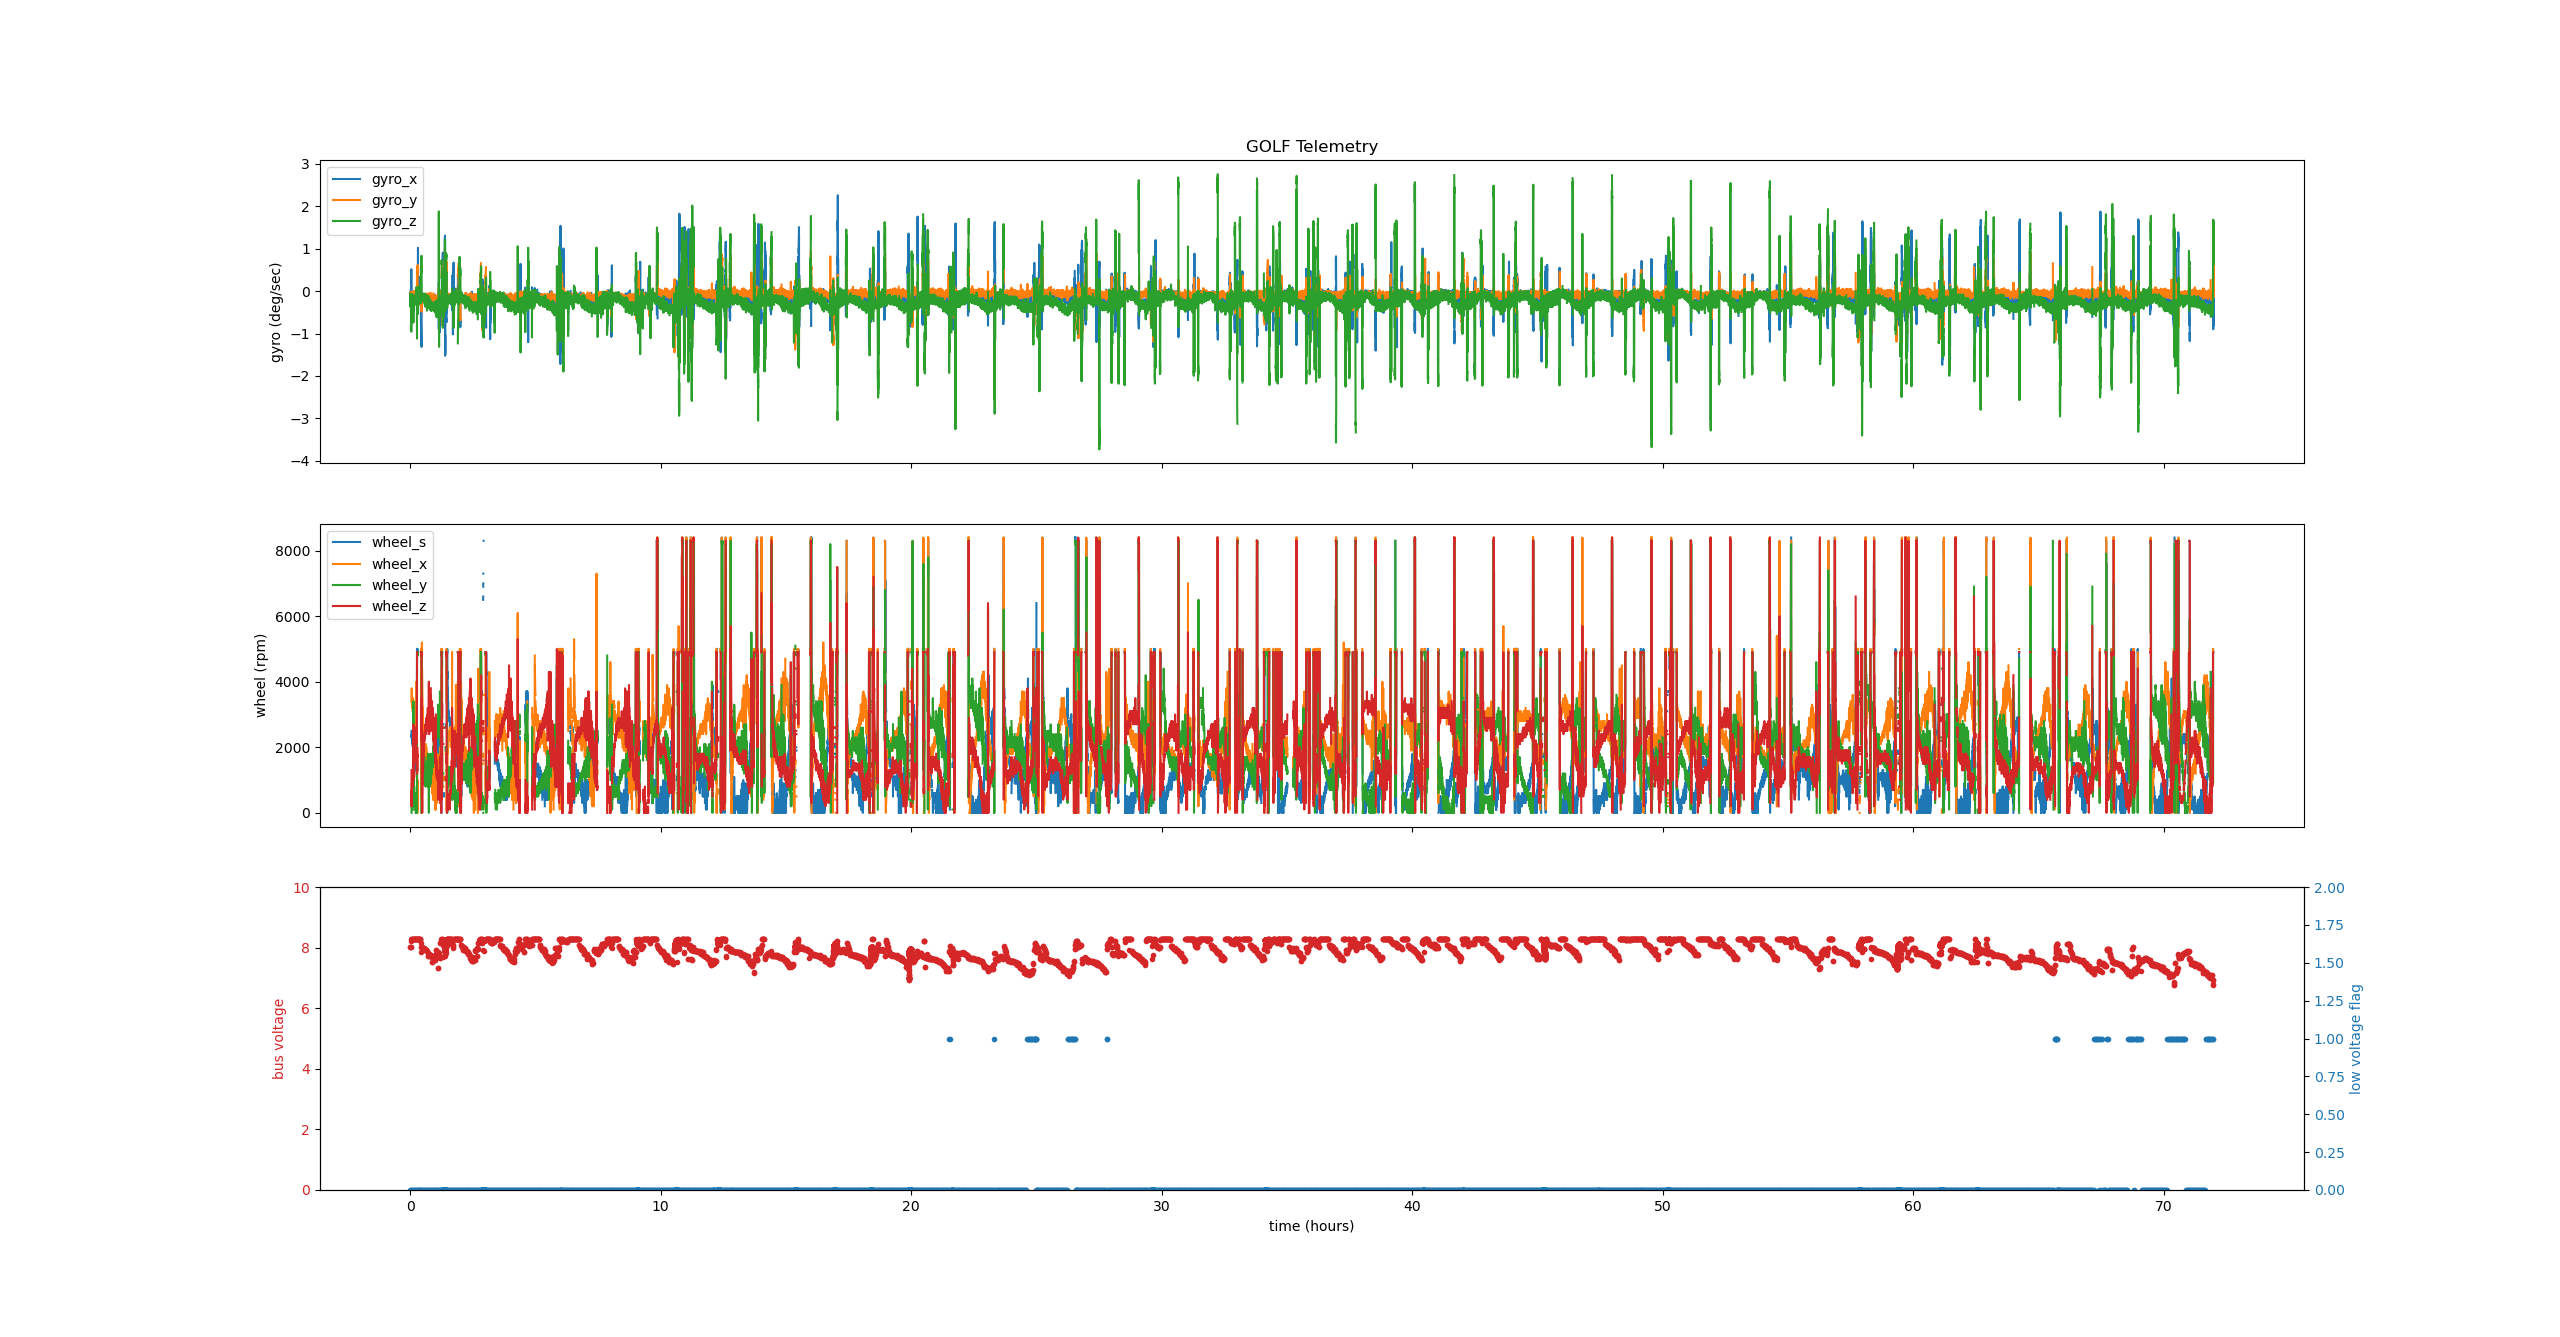 GOLF Telemetry
3
2
1
0
−1
−2
−3
−4
gyro (deg/sec)
gyro_x
gyro_y
gyro_z
8000
6000
4000
2000
0
wheel (rpm)
wheel_s
wheel_x
wheel_y
wheel_z
10
8
6
4
2
0
bus voltage
2.00
1.75
1.50
1.25
1.00
0.75
0.50
0.25
0.00
low voltage flag
0 10 20 30 40 50 60 70
time (hours)